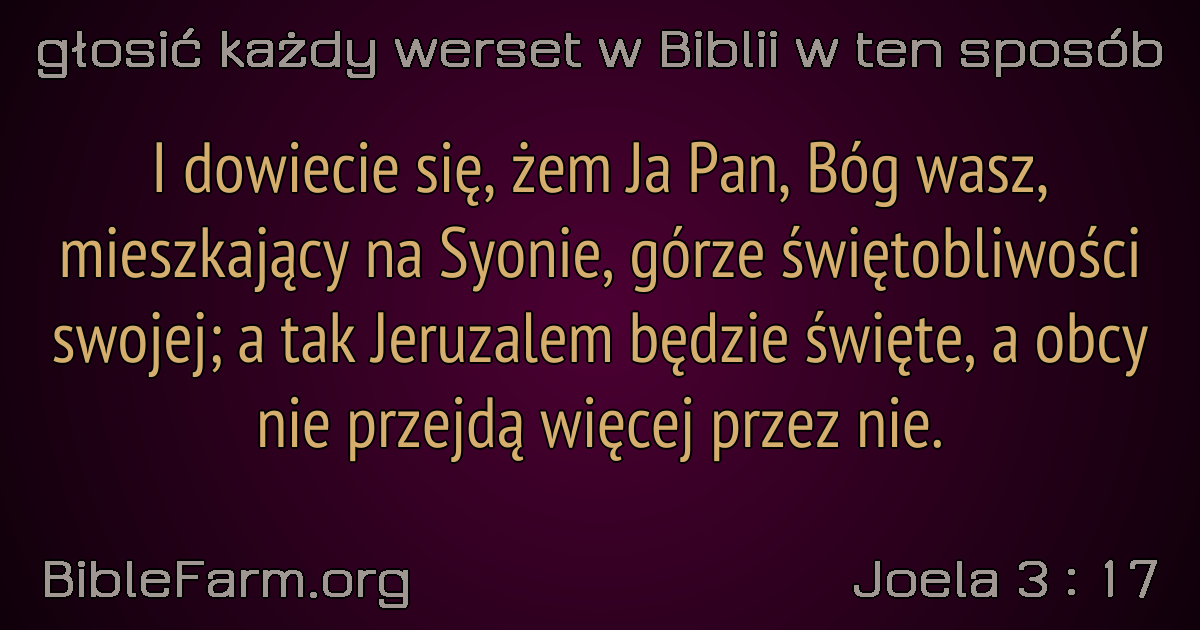 głosić każdy werset w Biblii w ten sposób
I dowiecie się, żem Ja Pan, Bóg wasz,
mieszkający na Syonie, górze świętobliwości
swojej; a tak Jeruzalem będzie święte, a obcy
nie przejdą więcej przez nie.
BibleFarm.org
Joela 3 : 17